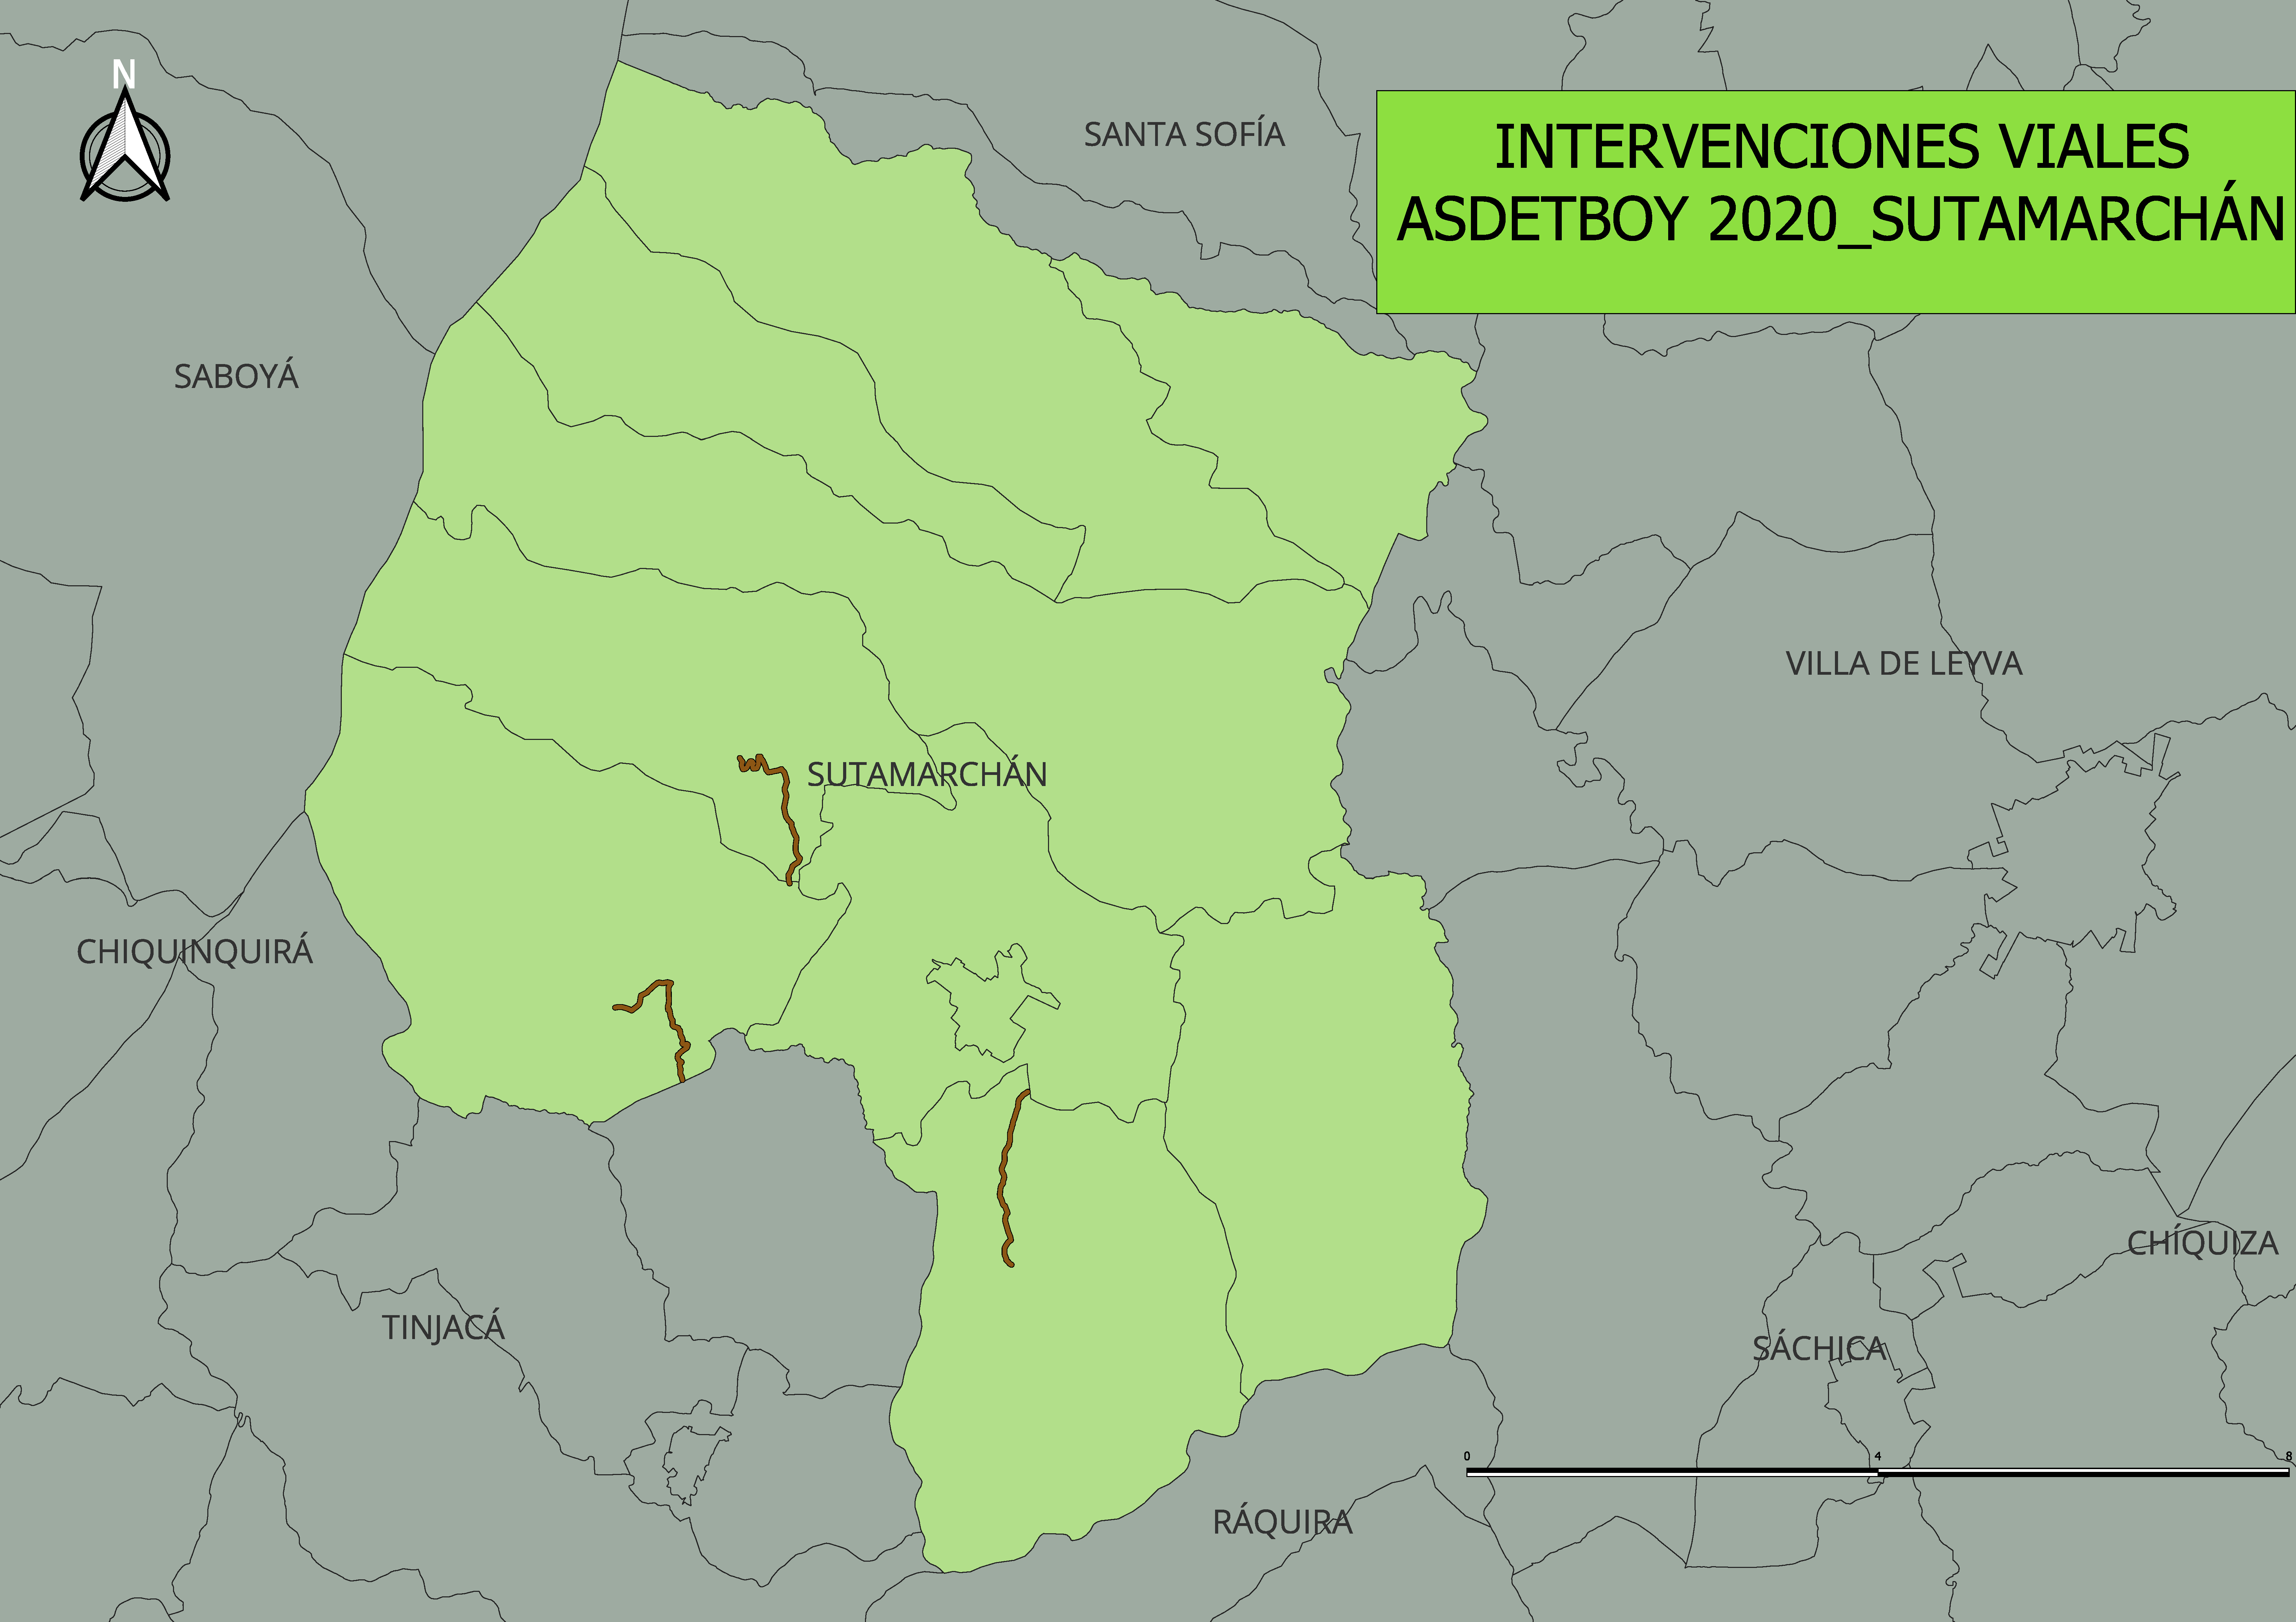 N
SANTA SOFÍA
INTERVENCIONES VIALES
ASDETBOY 2020_SUTAMARCHÁN
SABOYÁ
VILLA DE LEYVA
SUTAMARCHÁN
CHIQUINQUIRÁ
CHÍQUIZA
TINJACÁ
SÁCHICA
0 4 8
RÁQUIRA